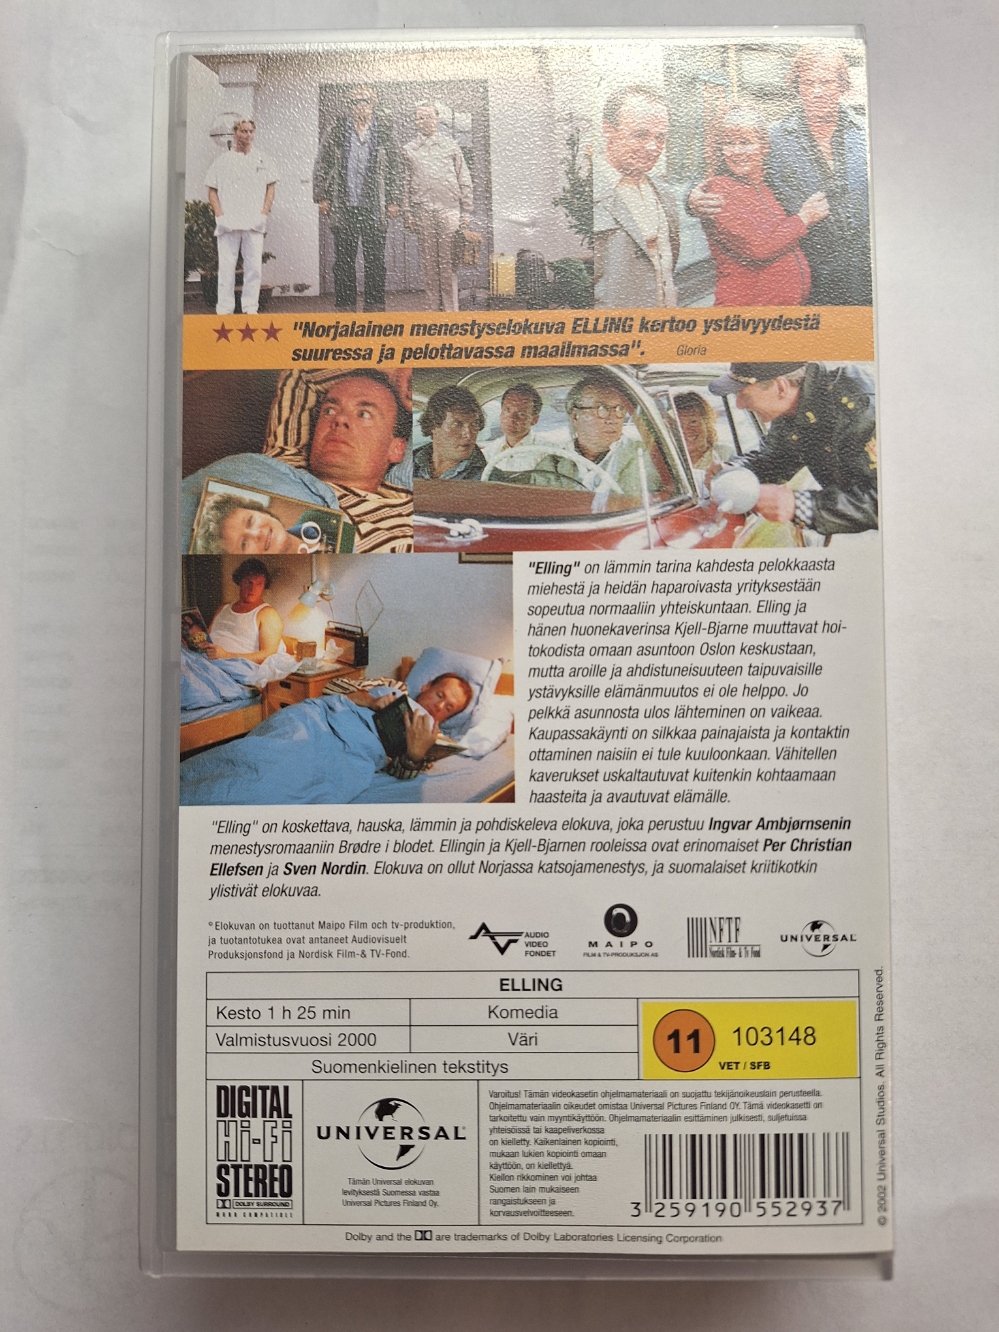 ★★★ "Norjalainen menestyselokuva ELLING kertoo ystävyydestä
suuressa ja pelottavassa maailmassa". Gloria
"Elling" on lämmin tarina kahdesta pelokkaasta
miehestä ja heidän haparoivasta yrityksestään
sopeutua normaaliin yhteiskuntaan. Elling ja
hänen huonekaverinsa Kjell-Bjarne muuttavat hoi-
tokodista omaan asuntoon Oslon keskustaan,
mutta aroille ja ahdistuneisuuteen taipuvaisille
ystävyksille elämänmuutos ei ole helppo. Jo
pelkkä asunnosta ulos lähteminen on vaikeaa.
Kaupassakäynti on silkkaa painajaista ja kontaktin
ottaminen naisiin ei tule kuuloonkaan. Vähitellen
kaverukset uskaltautuvat kuitenkin kohtaamaan
haasteita ja avautuvat elämälle.
"Elling" on koskettava, hauska, lämmin ja pohdiskeleva elokuva, joka perustuu Ingvar Ambjørnsenin
menestysromaaniin Brødre i blodet. Ellingin ja Kjell-Bjarnen rooleissa ovat erinomaiset Per Christian
Ellefsen ja Sven Nordin. Elokuva on ollut Norjassa katsojamenestys, ja suomalaiset kriitikotkin
ylistivät elokuvaa.
©Elokuvan on tuottanut Maipo Film och tv-produktion,
ja tuotantotukea ovat antaneet Audiovisuelt
Produksjonsfond ja Nordisk Film-& TV-Fond.
AUDIO
VIDEO
FONDET
MAIPO
FILM & TV-PRODUKSJON AS
NFTF
Nordisk Film- & Tv Fond
UNIVERSAL
ELLING
Kesto 1 h 25 min
Komedia
Valmistusvuosi 2000
Väri
Suomenkielinen tekstitys
11 103148
VET / SFB
DIGITAL
Hi-Fi
STEREO
DOLBY SURROUND
MONO COMPATIBLE
UNIVERSAL
Tämän Universal elokuvan
levityksestä Suomessa vastaa
Universal Pictures Finland Oy.
Varoitus! Tämän videokasetin ohjelmamateriaali on suojattu tekijänoikeuslain perusteella.
Ohjelmamateriaalin oikeudet omistaa Universal Pictures Finland OY. Tämä videokasetti on
tarkoitettu vain myyntikäyttöön. Ohjelmamateriaalin esittäminen julkisesti, suljetuissa
yhteisöissä tai kaapeliverkossa
on kielletty. Kaikenlainen kopiointi,
mukaan lukien kopiointi omaan
käyttöön, on kiellettyä.
Kiellon rikkominen voi johtaa
Suomen lain mukaiseen
rangaistukseen ja
korvausvelvoitteeseen.
3 259190 552937
Dolby and the DD are trademarks of Dolby Laboratories Licensing Corporation
© 2002 Universal Studios. All Rights Reserved.